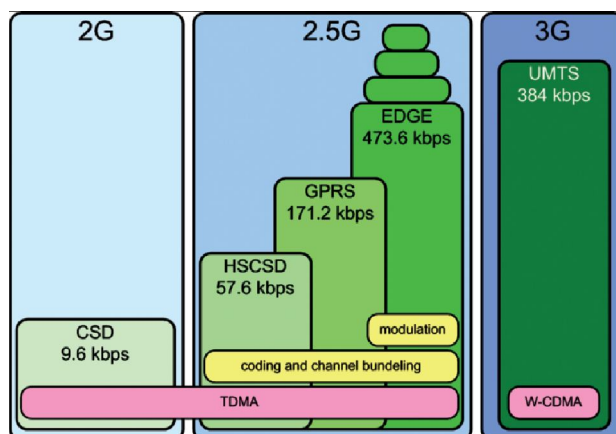 2G
2.5G
3G
UMTS
384 kbps
EDGE
473.6 kbps
GPRS
171.2 kbps
HSCSD
57.6 kbps
CSD
9.6 kbps
modulation
coding and channel bundeling
TDMA
W-CDMA